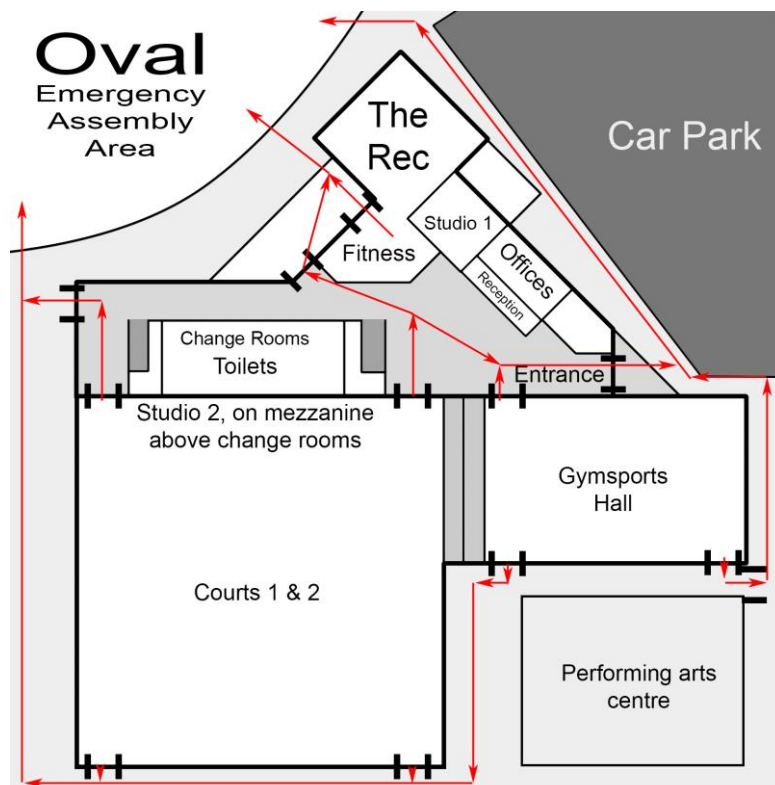 Oval
Emergency
Assembly
Area
The
Rec
Car Park
Studio 1
Fitness
Offices
Reception
Change Rooms
Toilets
Entrance
Studio 2, on mezzanine
above change rooms
Gymsports
Hall
Courts 1 & 2
Performing arts
centre